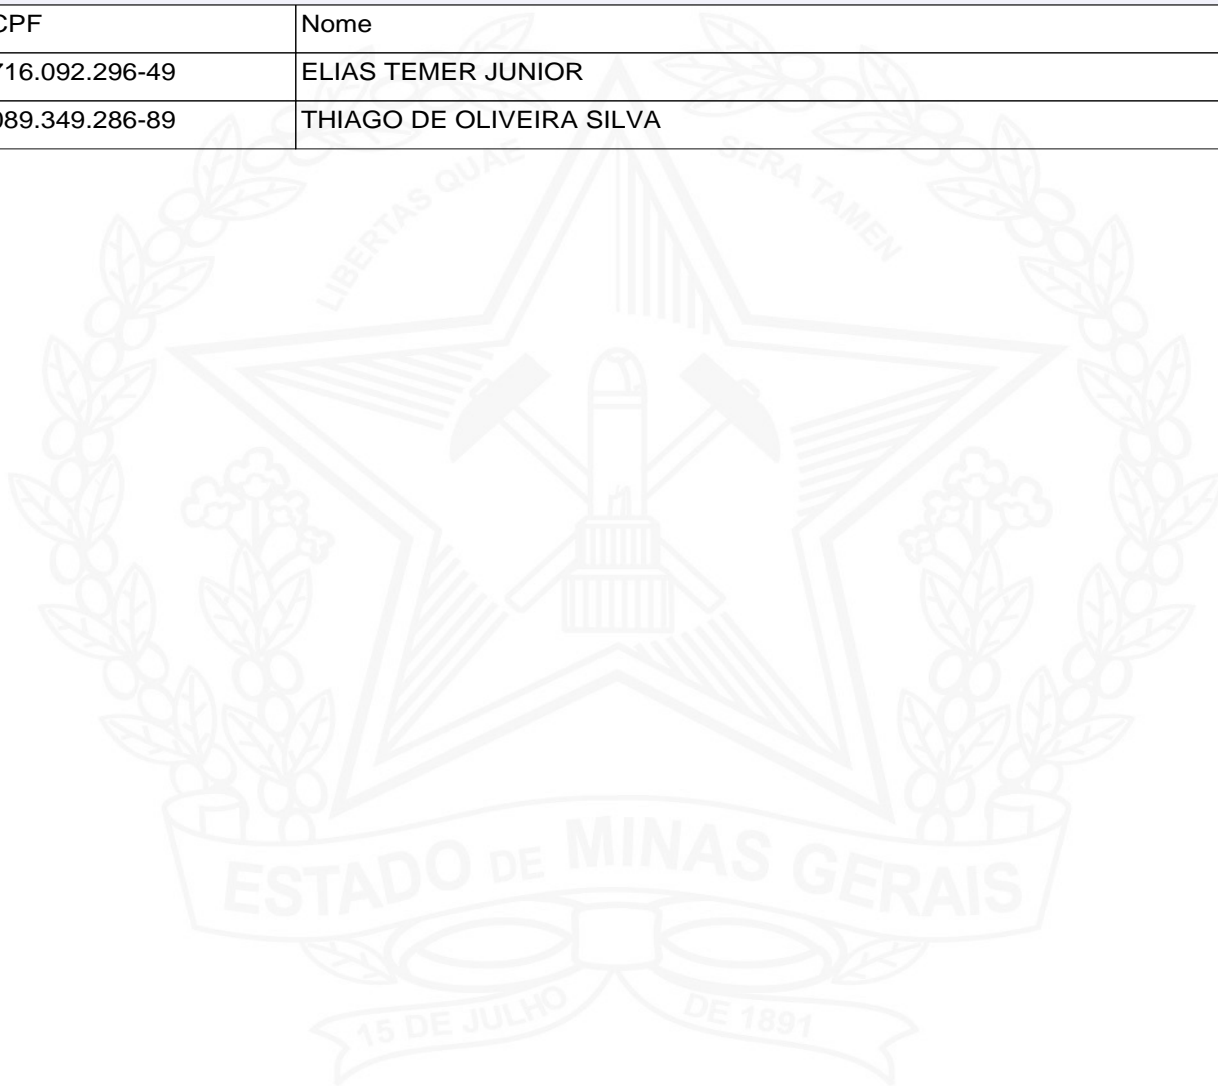 CPF Nome
716.092.296-49 ELIAS TEMER JUNIOR
089.349.286-89 THIAGO DE OLIVEIRA SILVA
LIBERTAS QUAE SERA TAMEN
ESTADO DE MINAS GERAIS
15 DE JULHO DE 1891